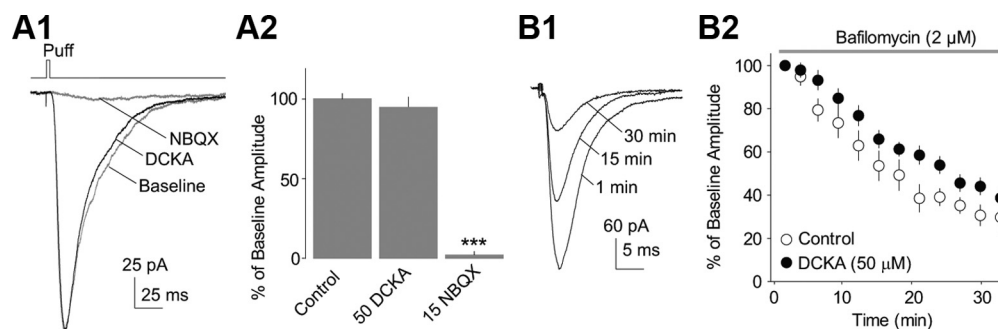 A1
Puff
NBQX
DCKA
Baseline
25 pA
25 ms
A2
% of Baseline Amplitude
100
50
0
***
Control
50 DCKA
15 NBQX
B1
30 min
15 min
1 min
60 pA
5 ms
B2
Bafilomycin (2 µM)
% of Baseline Amplitude
100
80
60
40
20
0
Control
DCKA (50 µM)
0
10
20
30
Time (min)